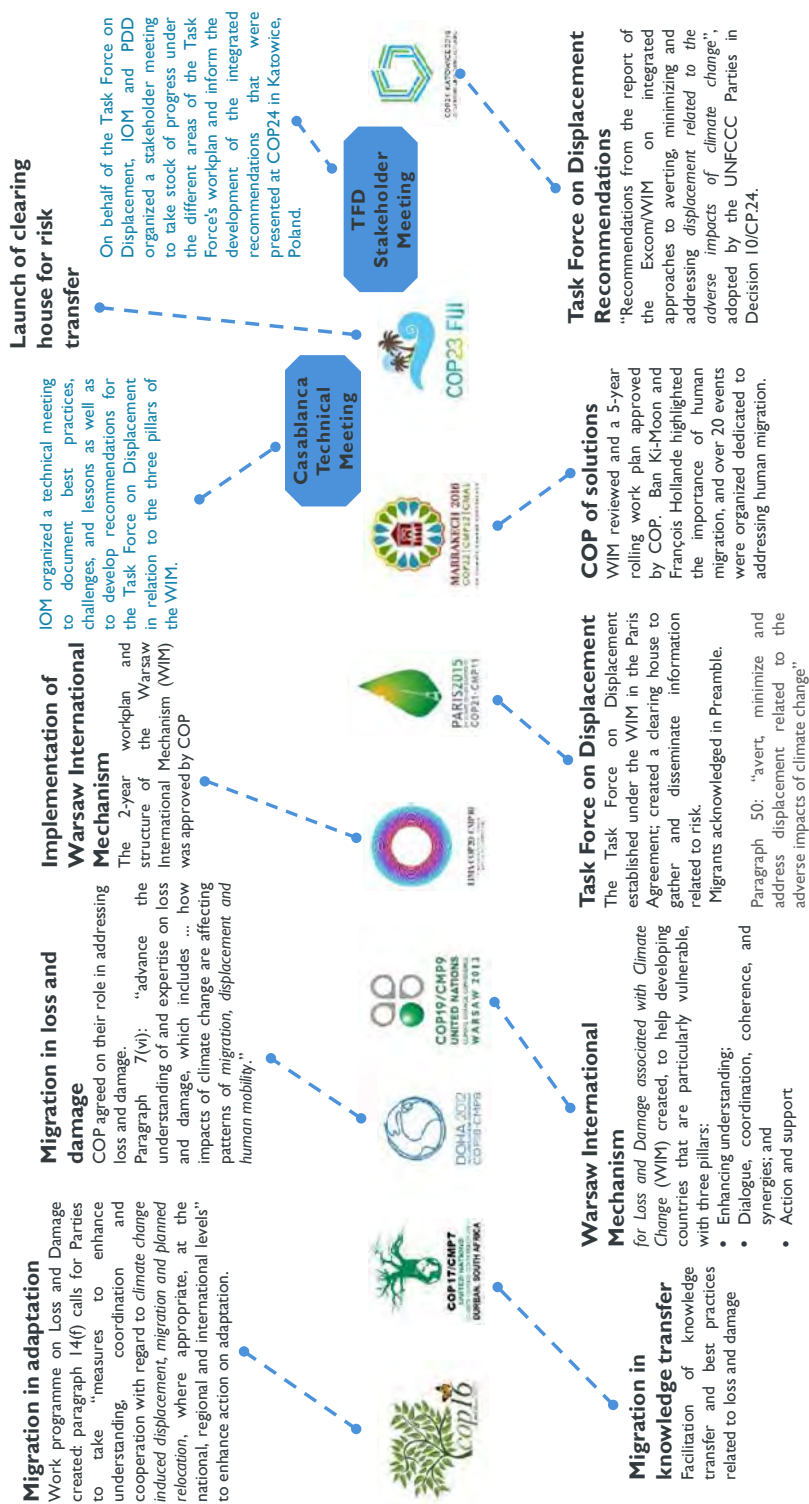 Migration in adaptation
Work programme on Loss and Damage
created: paragraph 14(f) calls for Parties
to take “measures to enhance
understanding, coordination and
cooperation with regard to climate change
induced displacement, migration and planned
relocation, where appropriate, at the
national, regional and international levels”
to enhance action on adaptation.
Migration in loss and
damage
COP agreed on their role in addressing
loss and damage.
Paragraph 7(vi): “advance the
understanding of and expertise on loss
and damage, which includes ... how
impacts of climate change are affecting
patterns of migration, displacement and
human mobility.”
Implementation of
Warsaw International
Mechanism
The 2-year workplan and
structure of the Warsaw
International Mechanism (WIM)
was approved by COP
IOM organized a technical meeting
to document best practices,
challenges, and lessons as well as
to develop recommendations for
the Task Force on Displacement
in relation to the three pillars of
the WIM.
Launch of clearing
house for risk
transfer
On behalf of the Task Force on
Displacement, IOM and PDD
organized a stakeholder meeting
to take stock of progress under
the different areas of the Task
Force's workplan and inform the
development of the integrated
recommendations that were
presented at COP24 in Katowice,
Poland.
Casablanca
Technical
Meeting
TFD
Stakeholder
Meeting
cop16
COP17/CMP7
UNITED NATIONS
DURBAN, SOUTH AFRICA
DOHA 2012
COP18·CMP8
COP19/CMP9
UNITED NATIONS
WARSAW 2013
LIMA COP20 CMP10
PARIS2015
COP21·CMP11
MARRAKECH 2016
COP22|CMP12|CMA1
COP23 FIJI
KATOWICE 2018
Migration in
knowledge transfer
Facilitation of knowledge
transfer and best practices
related to loss and damage
Warsaw International
Mechanism
for Loss and Damage associated with Climate
Change (WIM) created, to help developing
countries that are particularly vulnerable,
with three pillars:
• Enhancing understanding;
• Dialogue, coordination, coherence, and
synergies; and
• Action and support
Task Force on Displacement
The Task Force on Displacement
established under the WIM in the Paris
Agreement; created a clearing house to
gather and disseminate information
related to risk.
Migrants acknowledged in Preamble.
Paragraph 50: “avert, minimize and
address displacement related to the
adverse impacts of climate change”
COP of solutions
WIM reviewed and a 5-year
rolling work plan approved
by COP. Ban Ki-Moon and
François Hollande highlighted
the importance of human
migration, and over 20 events
were organized dedicated to
addressing human migration.
Task Force on Displacement
Recommendations
“Recommendations from the report of
the Excom/WIM on integrated
approaches to averting, minimizing and
addressing displacement related to the
adverse impacts of climate change”,
adopted by the UNFCCC Parties in
Decision 10/CP.24.